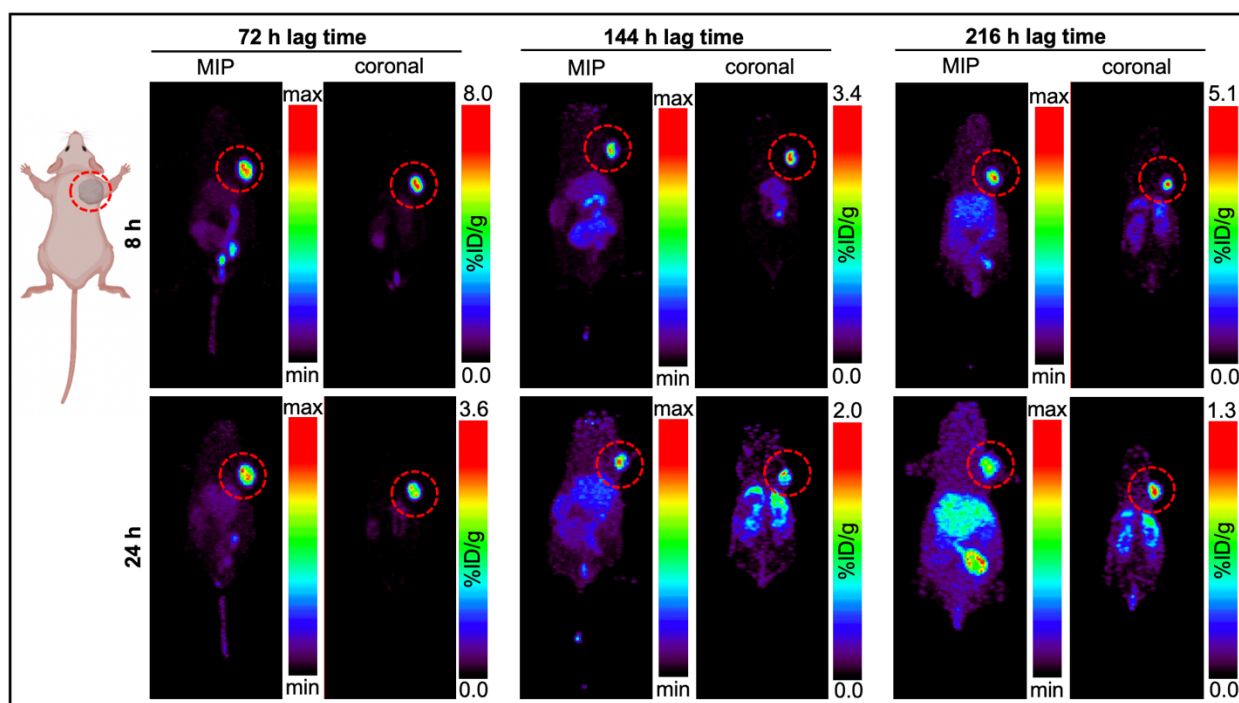 72 h lag time 144 h lag time 216 h lag time
MIP coronal MIP coronal MIP coronal
8 h
max 8.0 max 3.4 max 5.1
%ID/g %ID/g %ID/g
min 0.0 min 0.0 min 0.0
24 h
max 3.6 max 2.0 max 1.3
%ID/g %ID/g %ID/g
min 0.0 min 0.0 min 0.0